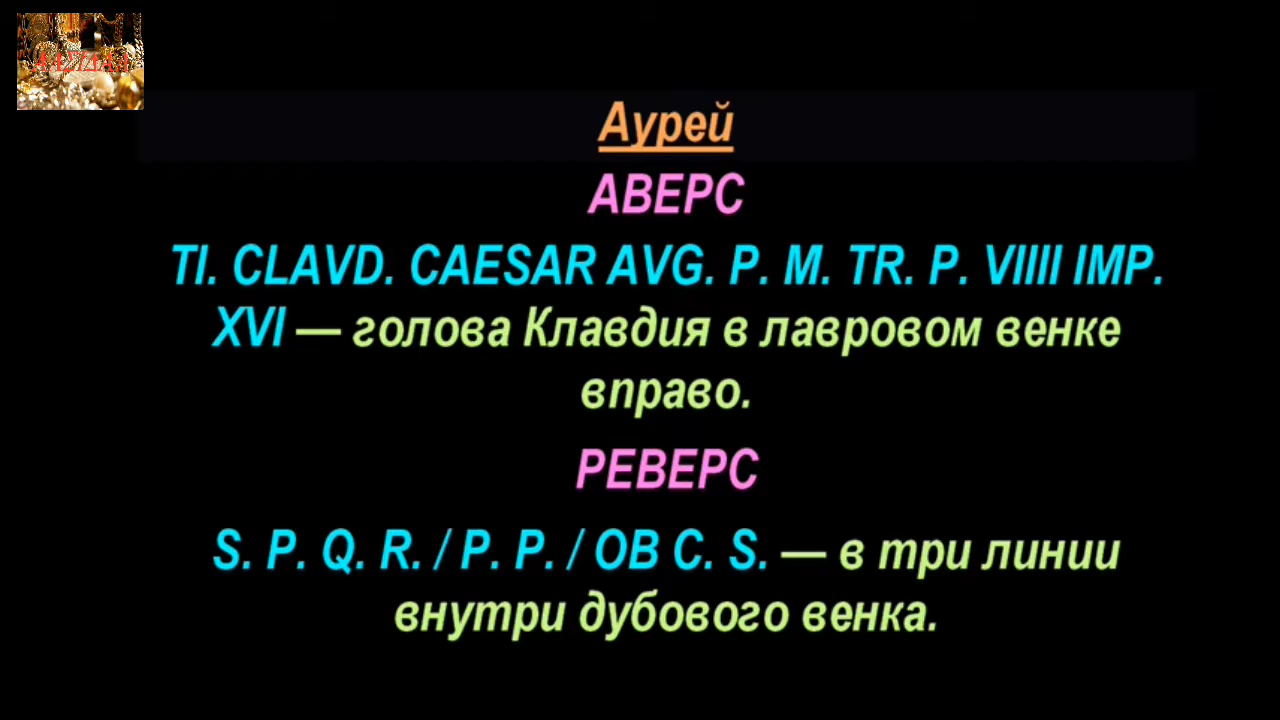 Аурей
АВЕРС
TI. CLAVD. CAESAR AVG. P. M. TR. P. VIIII IMP.
XVI — голова Клавдия в лавровом венке
вправо.
РЕВЕРС
S. P. Q. R. / P. P. / OB C. S. — в три линии
внутри дубового венка.